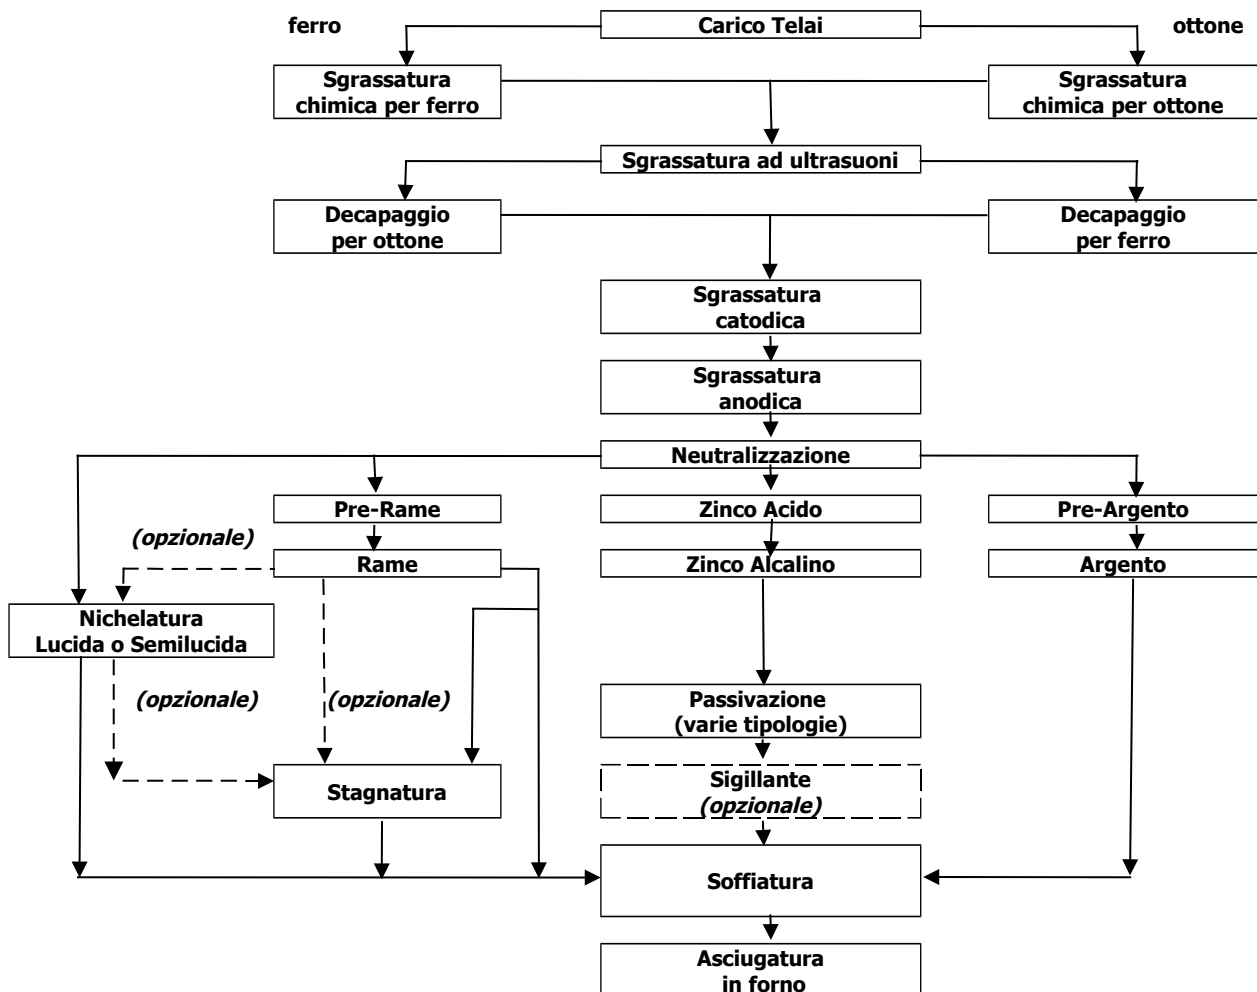 ferro
Carico Telai
ottone
Sgrassatura
chimica per ferro
Sgrassatura
chimica per ottone
Sgrassatura ad ultrasuoni
Decapaggio
per ottone
Decapaggio
per ferro
Sgrassatura
catodica
Sgrassatura
anodica
Neutralizzazione
Pre-Rame
Zinco Acido
Pre-Argento
(opzionale)
Rame
Zinco Alcalino
Argento
Nichelatura
Lucida o Semilucida
(opzionale)
(opzionale)
Passivazione
(varie tipologie)
Stagnatura
Sigillante
(opzionale)
Soffiatura
Asciugatura
in forno